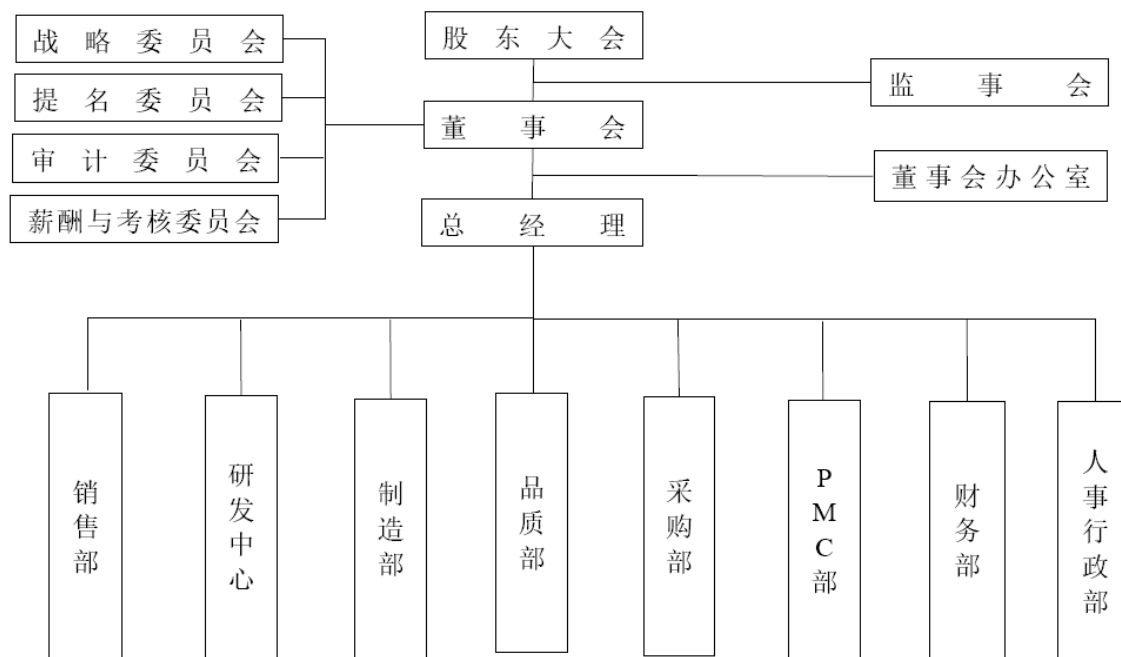 战略委员会
股东大会
提名委员会
监事会
董事会
审计委员会
董事会办公室
薪酬与考核委员会
总经理
销售部
研发中心
制造部
品质部
采购部
PMC部
财务部
人事行政部